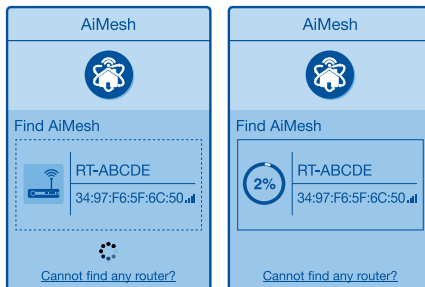 AiMesh
Find AiMesh
RT-ABCDE
34:97:F6:5F:6C:50
Cannot find any router?
AiMesh
Find AiMesh
2%
RT-ABCDE
34:97:F6:5F:6C:50
Cannot find any router?